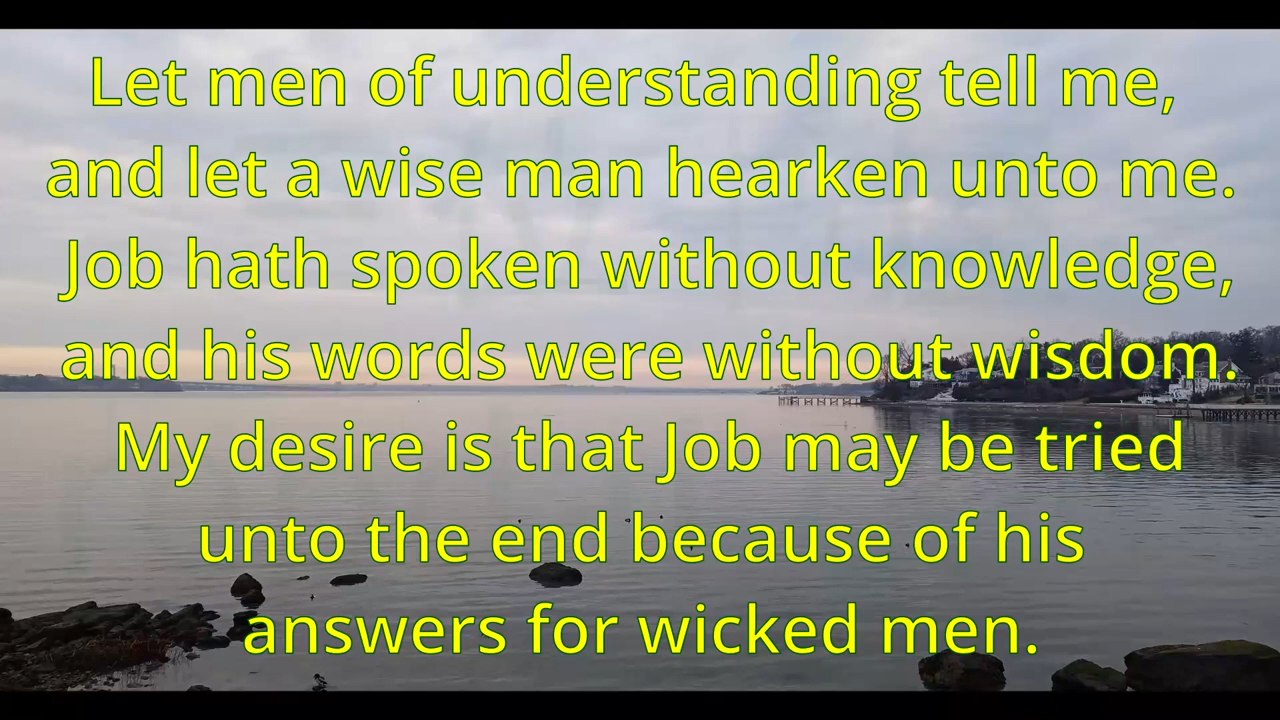 Let men of understanding tell me,
and let a wise man hearken unto me.
Job hath spoken without knowledge,
and his words were without wisdom.
My desire is that Job may be tried
unto the end because of his
answers for wicked men.